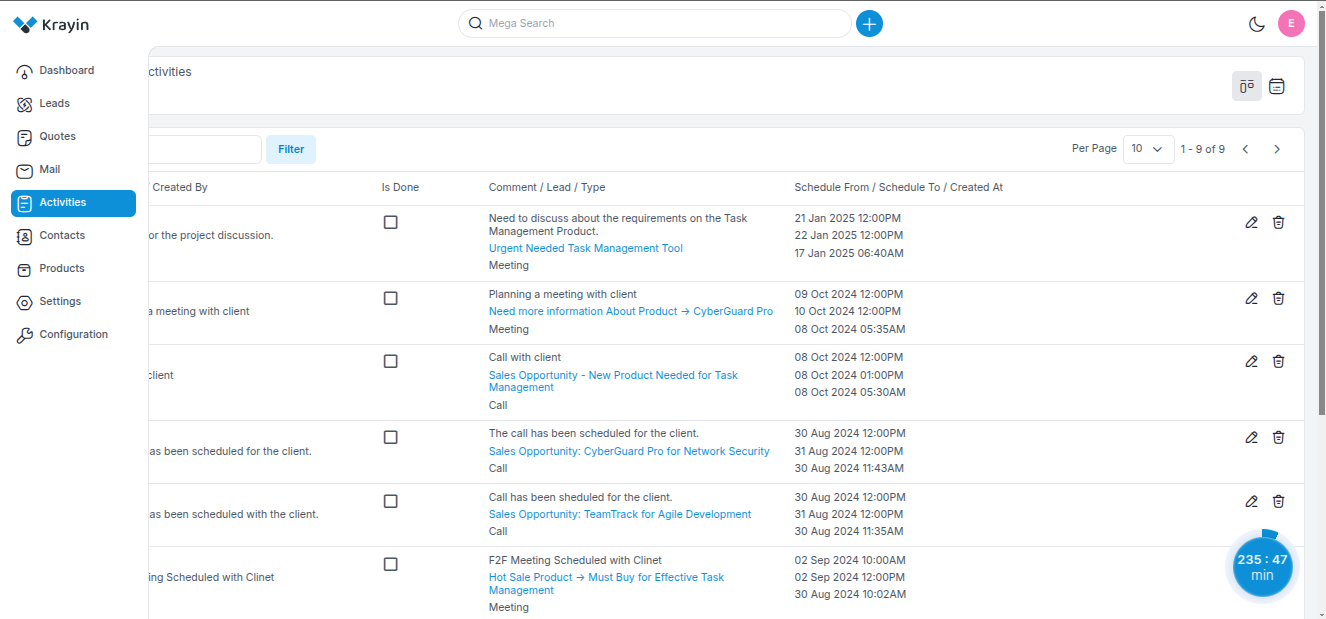 Krayin
Mega Search
E
Dashboard
Leads
Quotes
Mail
Activities
Contacts
Products
Settings
Configuration
ctivities
Filter
Per Page
10
1 - 9 of 9
/ Created By
Is Done
Comment / Lead / Type
Schedule From / Schedule To / Created At
or the project discussion.
Need to discuss about the requirements on the Task
Management Product.
Urgent Needed Task Management Tool
Meeting
21 Jan 2025 12:00PM
22 Jan 2025 12:00PM
17 Jan 2025 06:40AM
a meeting with client
Planning a meeting with client
Need more information About Product -> CyberGuard Pro
Meeting
09 Oct 2024 12:00PM
10 Oct 2024 12:00PM
08 Oct 2024 05:35AM
client
Call with client
Sales Opportunity - New Product Needed for Task
Management
Call
08 Oct 2024 12:00PM
08 Oct 2024 01:00PM
08 Oct 2024 05:30AM
as been scheduled for the client.
The call has been scheduled for the client.
Sales Opportunity: CyberGuard Pro for Network Security
Call
30 Aug 2024 12:00PM
31 Aug 2024 12:00PM
30 Aug 2024 11:43AM
as been scheduled with the client.
Call has been sheduled for the client.
Sales Opportunity: TeamTrack for Agile Development
Call
30 Aug 2024 12:00PM
31 Aug 2024 12:00PM
30 Aug 2024 11:35AM
ing Scheduled with Clinet
F2F Meeting Scheduled with Clinet
Hot Sale Product -> Must Buy for Effective Task
Management
Meeting
02 Sep 2024 10:00AM
02 Sep 2024 12:00PM
30 Aug 2024 10:02AM
235 : 47
min